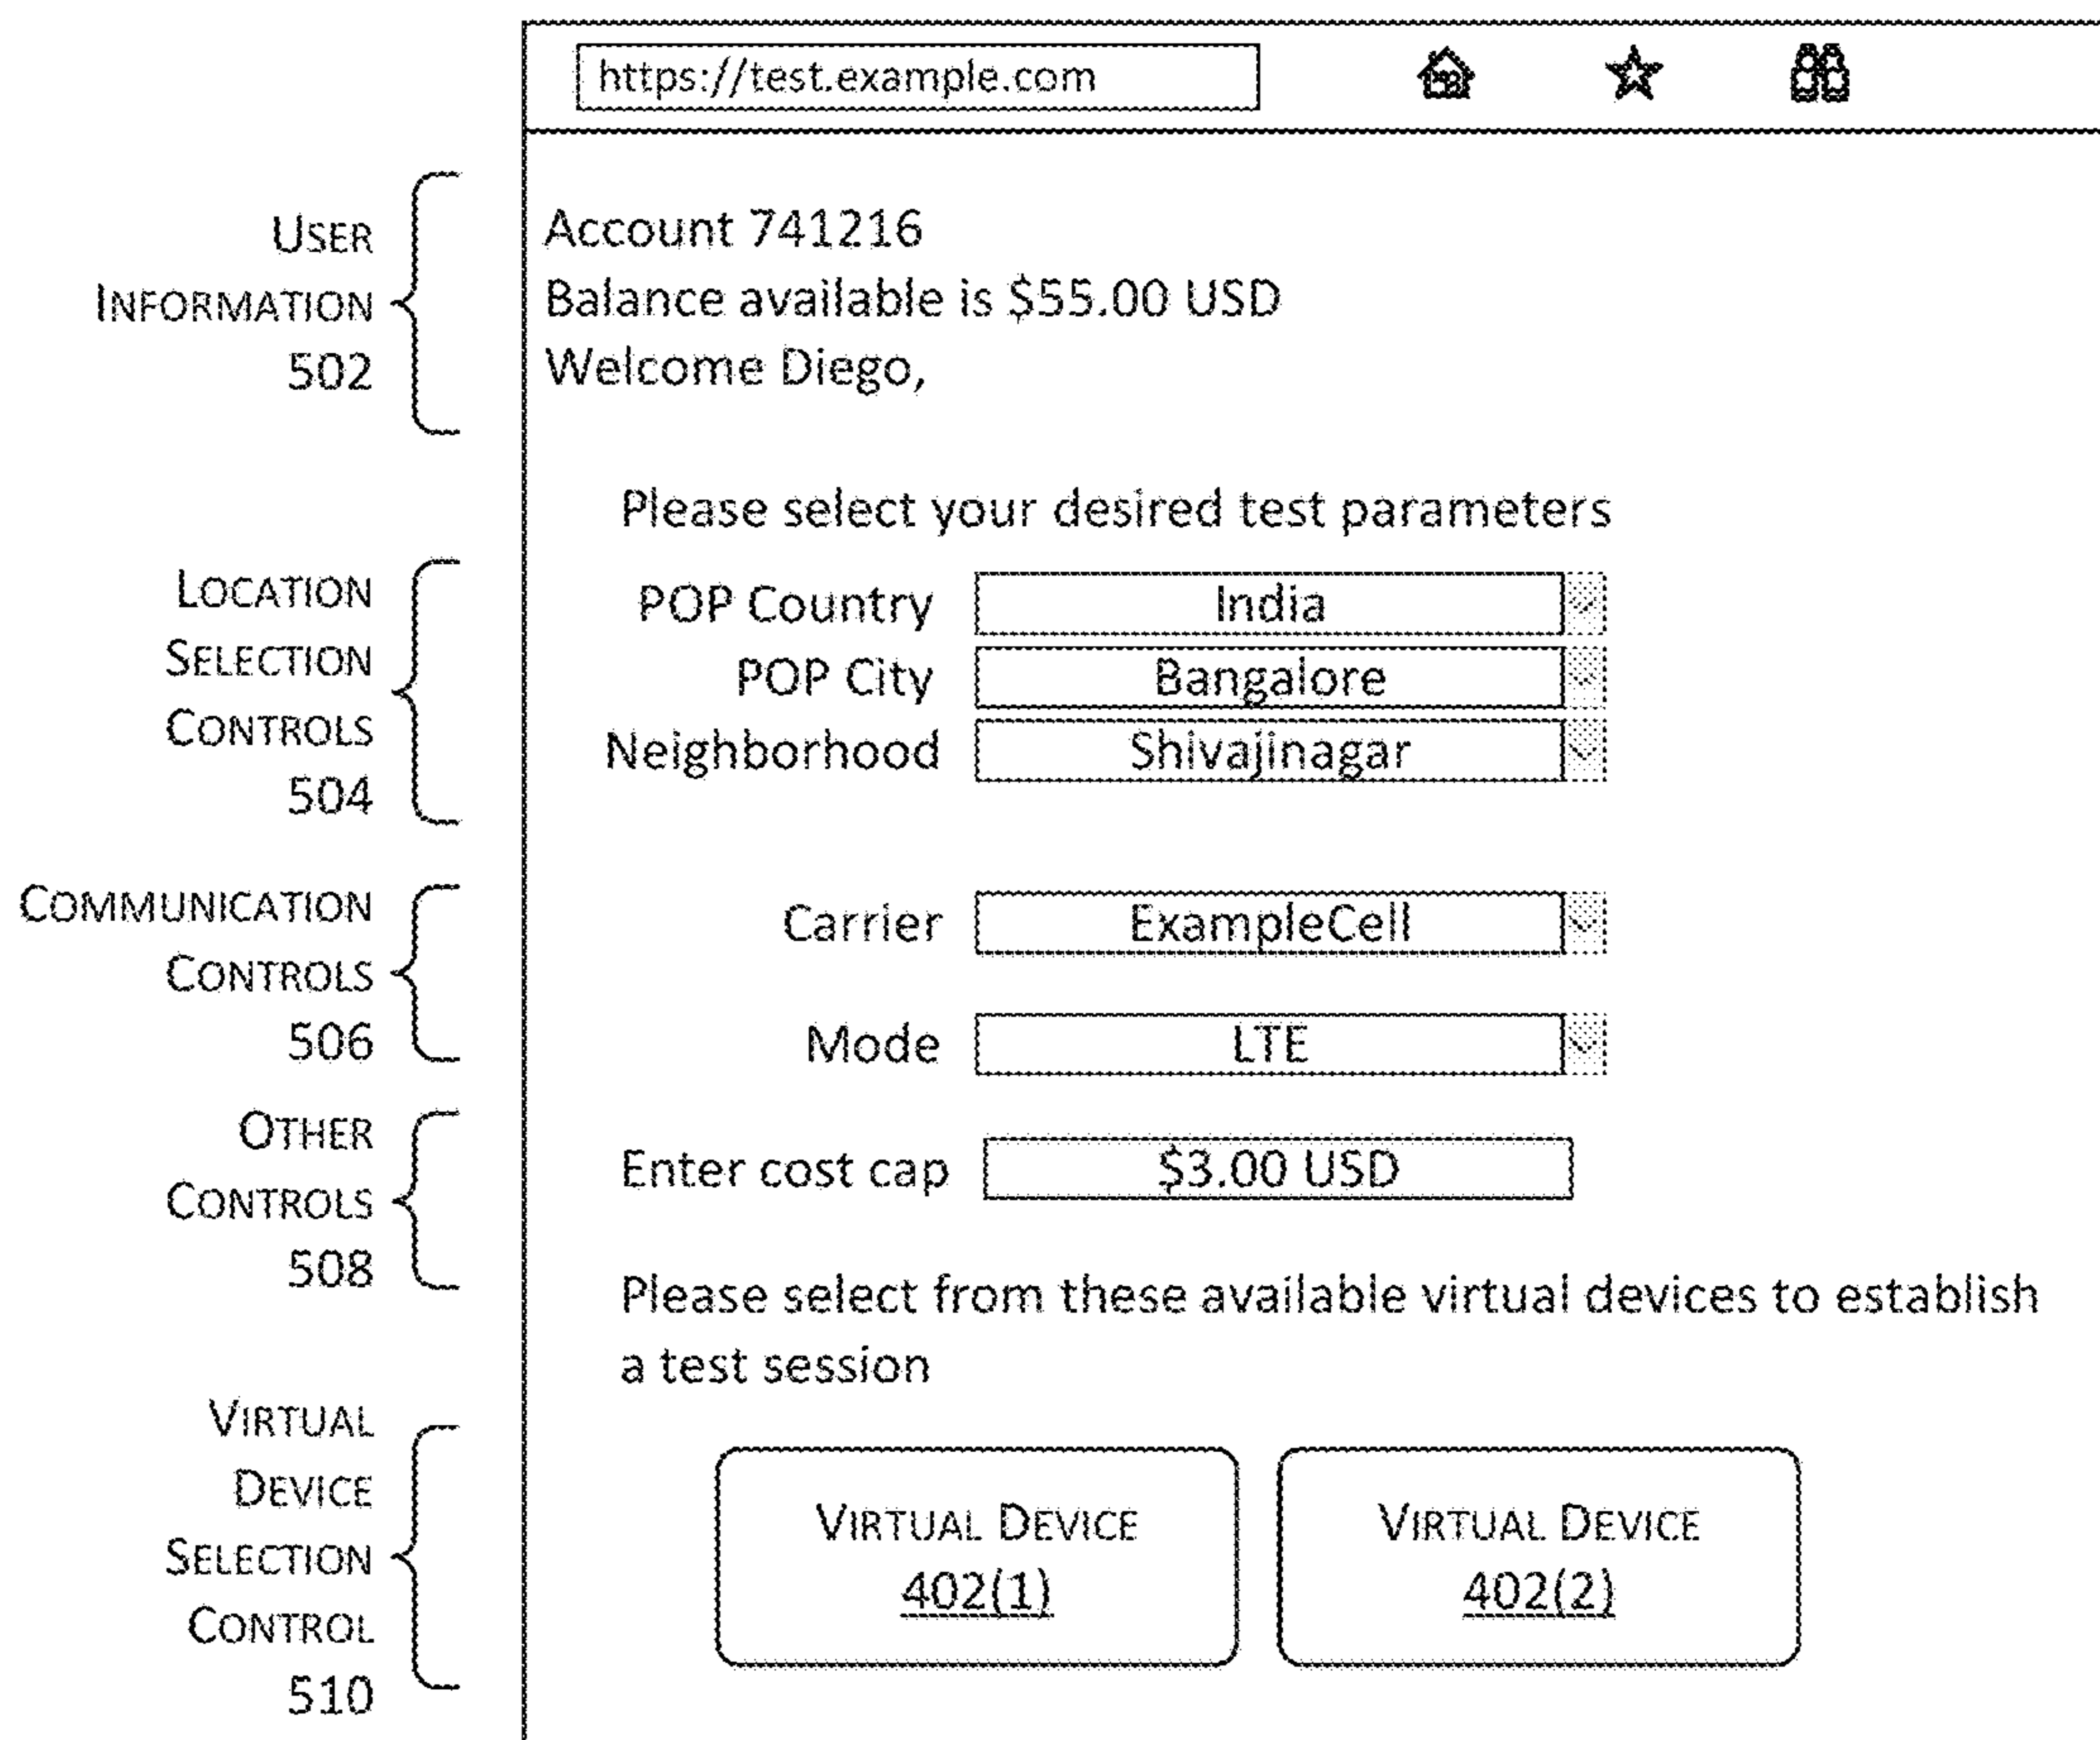 https://test.example.com
USER
INFORMATION
502
Account 741216
Balance available is $55.00 USD
Welcome Diego,
Please select your desired test parameters
LOCATION
SELECTION
CONTROLS
504
POP Country India
POP City Bangalore
Neighborhood Shivajinagar
COMMUNICATION
CONTROLS
506
Carrier ExampleCell
Mode LTE
OTHER
CONTROLS
508
Enter cost cap $3.00 USD
Please select from these available virtual devices to establish
a test session
VIRTUAL
DEVICE
SELECTION
CONTROL
510
VIRTUAL DEVICE
402(1)
VIRTUAL DEVICE
402(2)